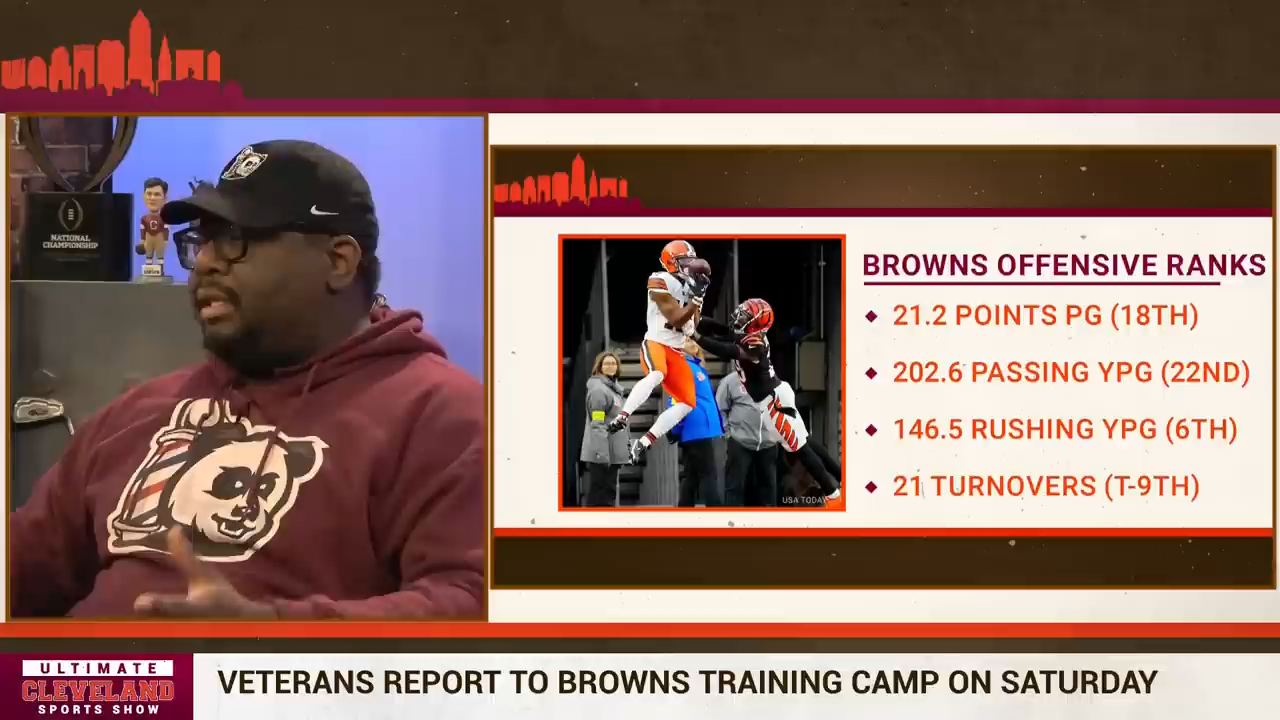 NATIONAL
CHAMPIONSHIP
C
BROWNS OFFENSIVE RANKS
21.2 POINTS PG (18TH)
202.6 PASSING YPG (22ND)
146.5 RUSHING YPG (6TH)
21 TURNOVERS (T-9TH)
USA TODAY
ULTIMATE
CLEVELAND
SPORTS SHOW
VETERANS REPORT TO BROWNS TRAINING CAMP ON SATURDAY